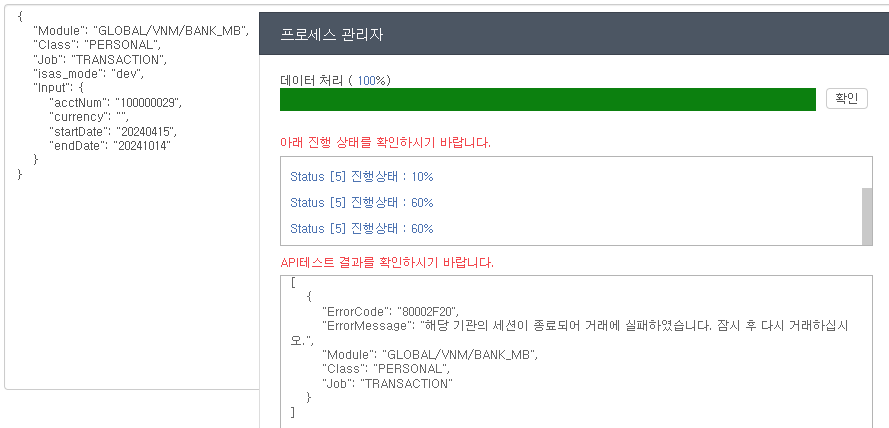 {
"Module": "GLOBAL/VNM/BANK_MB",
"Class": "PERSONAL",
"Job": "TRANSACTION",
"isas_mode": "dev",
"Input": {
"acctNum": "100000029",
"currency": "",
"startDate": "20240415",
"endDate": "20241014"
}
}
프로세스 관리자
데이터 처리 ( 100%)
확인
아래 진행 상태를 확인하시기 바랍니다.
Status [5] 진행상태 : 10%
Status [5] 진행상태 : 60%
Status [5] 진행상태 : 60%
API테스트 결과를 확인하시기 바랍니다.
[
{
"ErrorCode": "80002F20",
"ErrorMessage": "해당 기관의 세션이 종료되어 거래에 실패하였습니다. 잠시 후 다시 거래하십시
오.",
"Module": "GLOBAL/VNM/BANK_MB",
"Class": "PERSONAL",
"Job": "TRANSACTION"
}
]